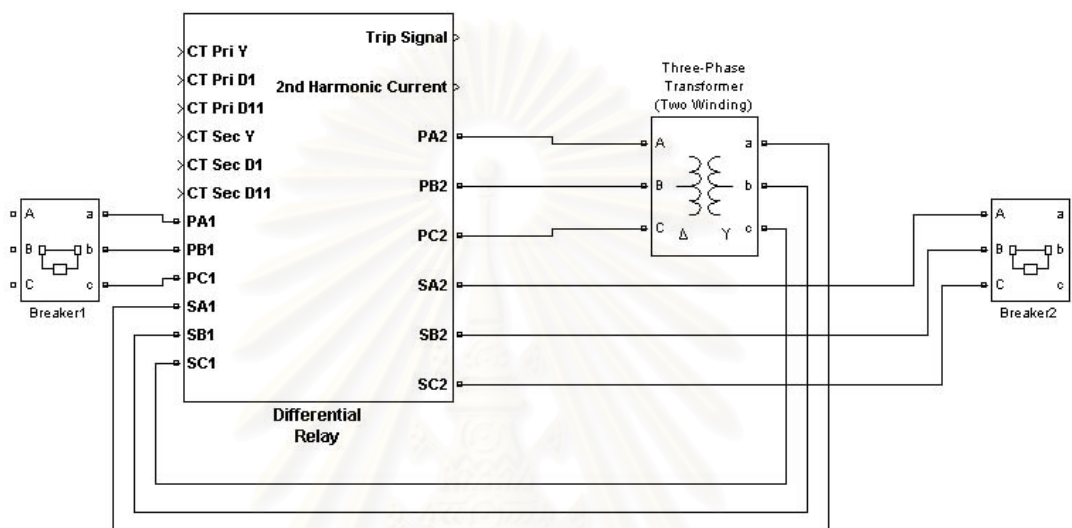 Trip Signal
CT Pri Y
CT Pri D1
2nd Harmonic Current
CT Pri D11
CT Sec Y
PA2
CT Sec D1
PB2
CT Sec D11
PA1
PC2
PB1
PC1
SA2
SA1
SB1
SB2
SC1
SC2
Differential
Relay
A a
B b
C c
Breaker1
Three-Phase
Transformer
(Two Winding)
A a
B b
C Δ Y c
A a
B b
C c
Breaker2